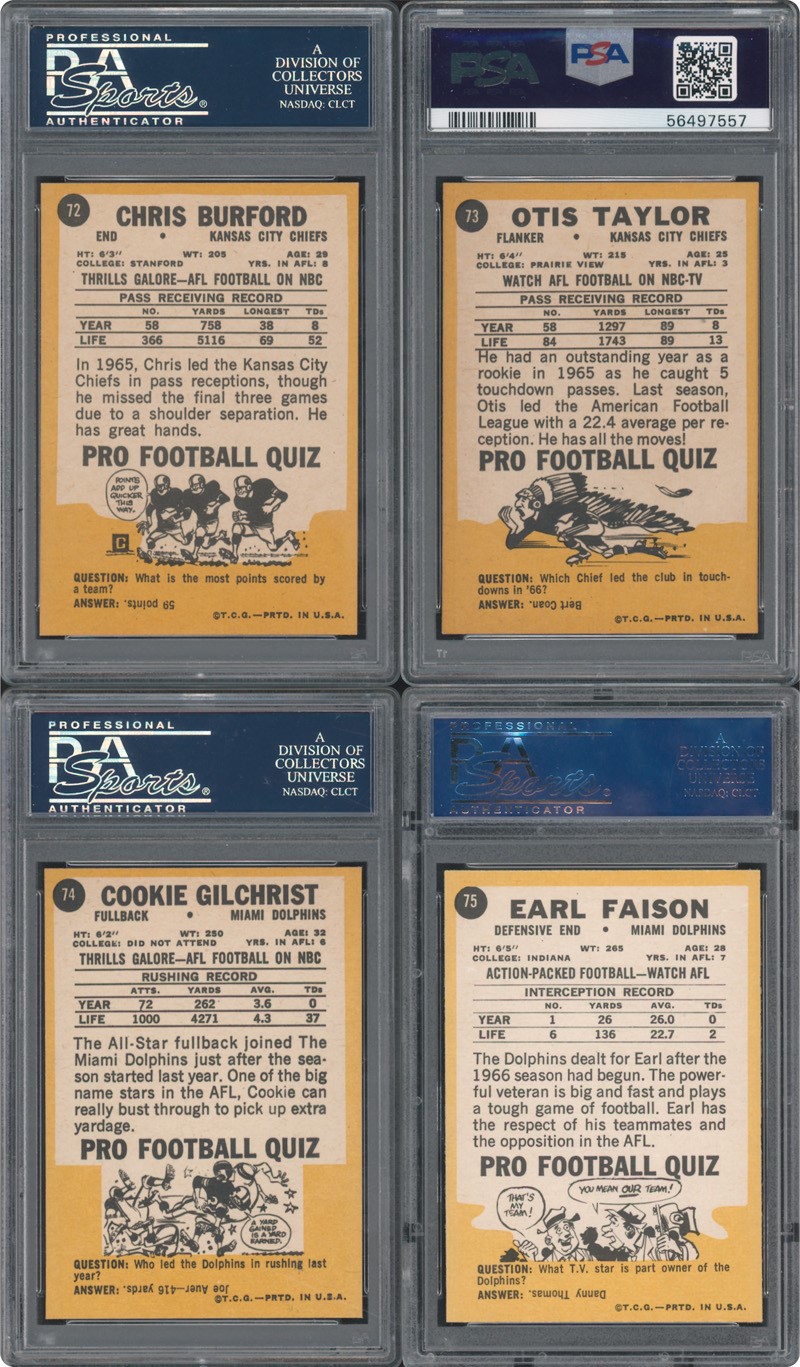 PROFESSIONAL
PSA
Sports®
AUTHENTICATOR
A
DIVISION OF
COLLECTORS
UNIVERSE
NASDAQ: CLCT
72
CHRIS BURFORD
END • KANSAS CITY CHIEFS
HT: 6'3" WT: 205 AGE: 29
COLLEGE: STANFORD YRS. IN AFL: 8
THRILLS GALORE—AFL FOOTBALL ON NBC
PASS RECEIVING RECORD
NO. YARDS LONGEST TDs
YEAR 58 758 38 8
LIFE 366 5116 69 52
In 1965, Chris led the Kansas City
Chiefs in pass receptions, though
he missed the final three games
due to a shoulder separation. He
has great hands.
PRO FOOTBALL QUIZ
POINTS
ADD UP
QUICKER
THIS
WAY.
C
QUESTION: What is the most points scored by
a team?
ANSWER: 59 points.
©T.C.G.—PRTD. IN U.S.A.
PSA
PSA
56497557
73
OTIS TAYLOR
FLANKER • KANSAS CITY CHIEFS
HT: 6'4" WT: 215 AGE: 25
COLLEGE: PRAIRIE VIEW YRS. IN AFL: 3
WATCH AFL FOOTBALL ON NBC-TV
PASS RECEIVING RECORD
NO. YARDS LONGEST TDs
YEAR 58 1297 89 8
LIFE 84 1743 89 13
He had an outstanding year as a
rookie in 1965 as he caught 5
touchdown passes. Last season,
Otis led the American Football
League with a 22.4 average per re-
ception. He has all the moves!
PRO FOOTBALL QUIZ
QUESTION: Which Chief led the club in touch-
downs in '66?
ANSWER: Bert Coan.
©T.C.G.—PRTD. IN U.S.A.
PSA
PROFESSIONAL
PSA
Sports®
AUTHENTICATOR
A
DIVISION OF
COLLECTORS
UNIVERSE
NASDAQ: CLCT
74
COOKIE GILCHRIST
FULLBACK • MIAMI DOLPHINS
HT: 6'2" WT: 250 AGE: 32
COLLEGE: DID NOT ATTEND YRS. IN AFL: 6
THRILLS GALORE—AFL FOOTBALL ON NBC
RUSHING RECORD
ATTS. YARDS AVG. TDs
YEAR 72 262 3.6 0
LIFE 1000 4271 4.3 37
The All-Star fullback joined The
Miami Dolphins just after the sea-
son started last year. One of the big
name stars in the AFL, Cookie can
really bust through to pick up extra
yardage.
PRO FOOTBALL QUIZ
A YARD
GAINED
IS A YARD
EARNED.
QUESTION: Who led the Dolphins in rushing last
year?
ANSWER: Joe Auer—416 yards.
©T.C.G.—PRTD. IN U.S.A.
PROFESSIONAL
PSA
Sports®
AUTHENTICATOR
A
DIVISION OF
COLLECTORS
UNIVERSE
NASDAQ: CLCT
75
EARL FAISON
DEFENSIVE END • MIAMI DOLPHINS
HT: 6'5" WT: 265 AGE: 28
COLLEGE: INDIANA YRS. IN AFL: 7
ACTION-PACKED FOOTBALL—WATCH AFL
INTERCEPTION RECORD
NO. YARDS AVG. TDs
YEAR 1 26 26.0 0
LIFE 6 136 22.7 2
The Dolphins dealt for Earl after the
1966 season had begun. The power-
ful veteran is big and fast and plays
a tough game of football. Earl has
the respect of his teammates and
the opposition in the AFL.
PRO FOOTBALL QUIZ
THAT'S
MY
TEAM!
YOU MEAN OUR TEAM!
QUESTION: What T.V. star is part owner of the
Dolphins?
ANSWER: Danny Thomas.
©T.C.G.—PRTD. IN U.S.A.